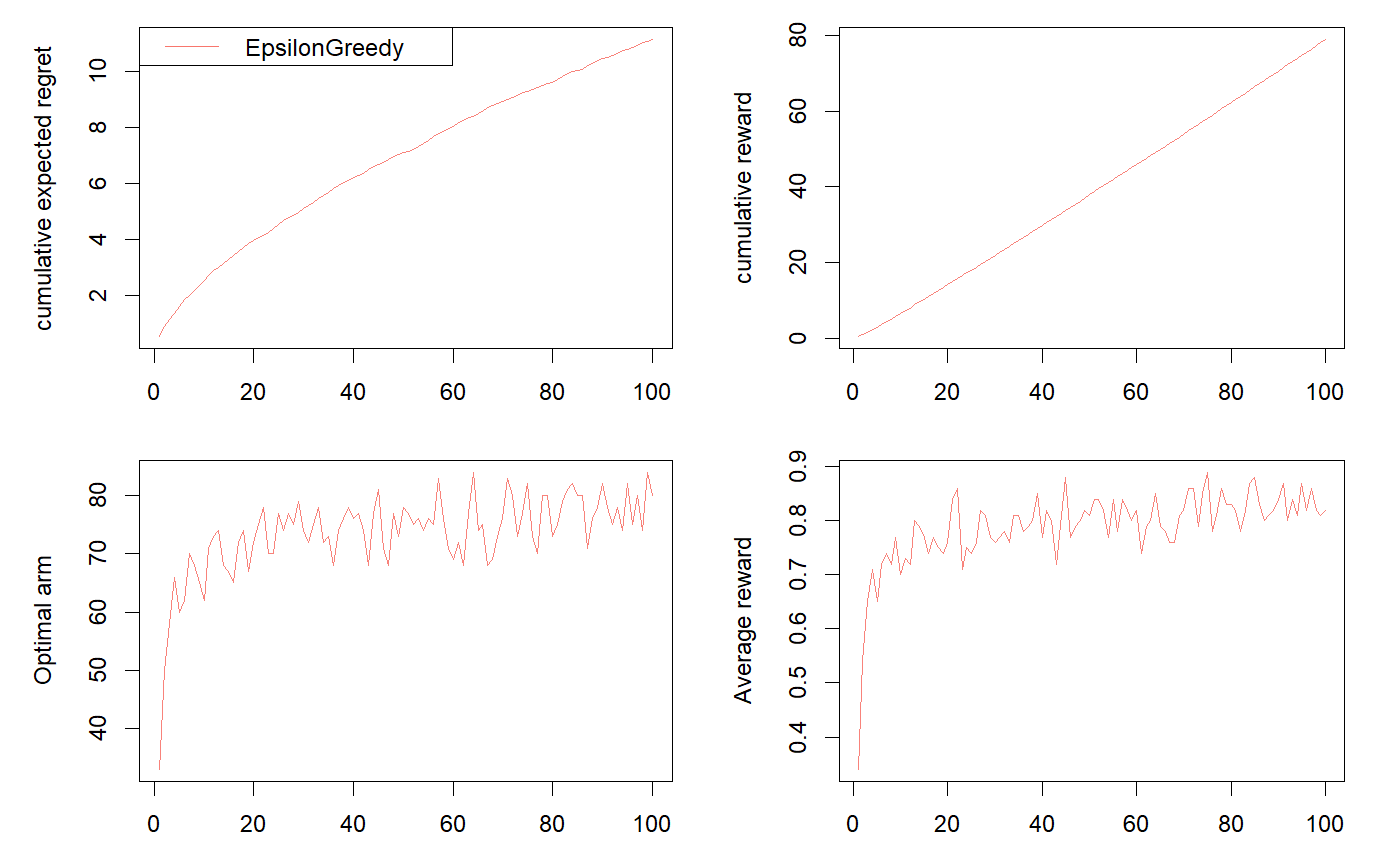 EpsilonGreedy
cumulative expected regret
10
8
6
4
2
0 20 40 60 80 100
cumulative reward
80
60
40
20
0
0 20 40 60 80 100
Optimal arm
80
70
60
50
40
0 20 40 60 80 100
Average reward
0.9
0.8
0.7
0.6
0.5
0.4
0 20 40 60 80 100